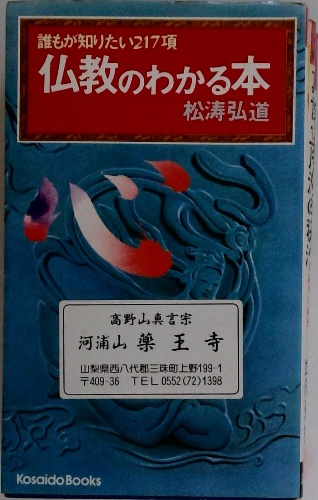 誰もが知りたい217項
仏教のわかる本
松涛弘道
高野山真言宗
河浦山 薬王寺
山梨県西八代郡三珠町上野199-1
〒409-36 TEL0552(72)1398
Kosaido Books